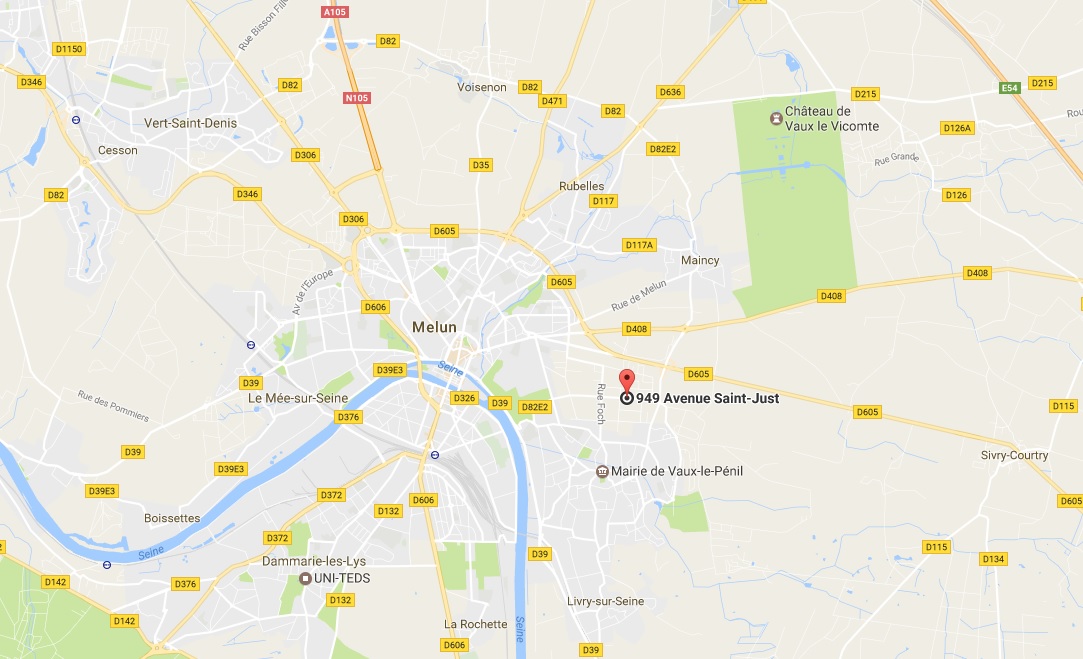 A105
Rue Bisson
D1150
D82
D346
D82
Voisenon
D82
D636
D215
E54
D215
N105
D471
D82
Château de
Vaux le Vicomte
Vert-Saint-Denis
D126A
Cesson
D306
D35
D82E2
Rue Grande
Rubelles
D82
D346
D117
D126
D306
D605
D117A
Maincy
D408
Av de l'Europe
D605
Rue de Melun
D408
D606
Melun
D408
Seine
D39E3
D605
D39
Le Mée-sur-Seine
D326
D39
D82E2
Rue Foch
949 Avenue Saint-Just
Rue des Pommiers
D376
D605
D115
D39
Sivry-Courtry
D39E3
Mairie de Vaux-le-Pénil
D39E3
D372
D606
D605
Boissettes
D132
D372
Seine
D39
D115
D134
Dammarie-les-Lys
UNI-TEDS
D142
D376
D132
Livry-sur-Seine
D142
La Rochette
Seine
D606
D39